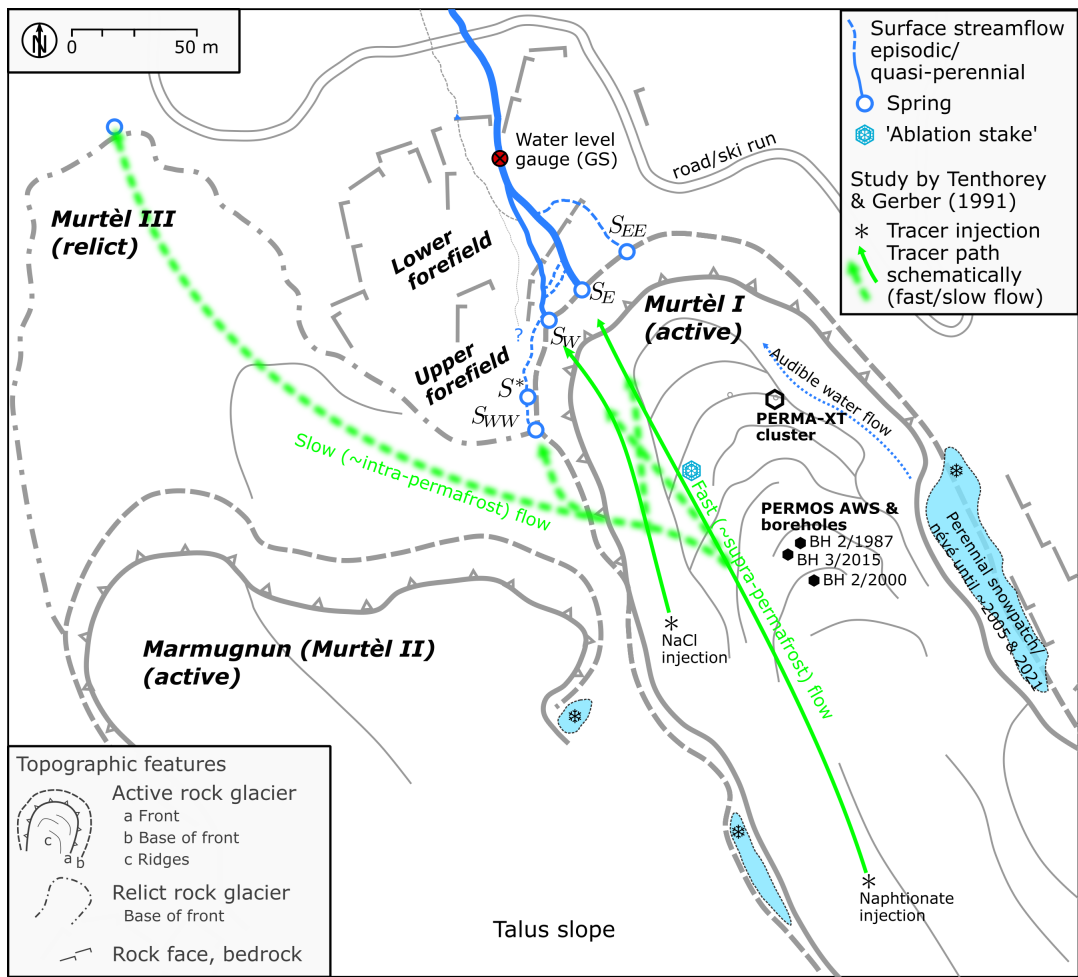 N
0 50 m
Surface streamflow
episodic/
quasi-perennial
Spring
'Ablation stake'
Study by Tenthorey
& Gerber (1991)
Tracer injection
Tracer path
schematically
(fast/slow flow)
Water level
gauge (GS)
road/ski run
Murtèl III
(relict)
Lower
forefield
S_EE
S_E
Murtèl I
(active)
?
S_W
Upper
forefield
S*
S_WW
Audible water flow
PERMA-XT
cluster
Slow (~intra-permafrost) flow
Fast (~supra-permafrost) flow
PERMOS AWS &
boreholes
BH 2/1987
BH 3/2015
BH 2/2000
Perennial snowpatch/
névé until ~2005 & 2021
NaCl
injection
Marmugnun (Murtèl II)
(active)
Topographic features
Active rock glacier
a Front
b Base of front
c Ridges
c
a b
Relict rock glacier
Base of front
Rock face, bedrock
Talus slope
Naphtionate
injection